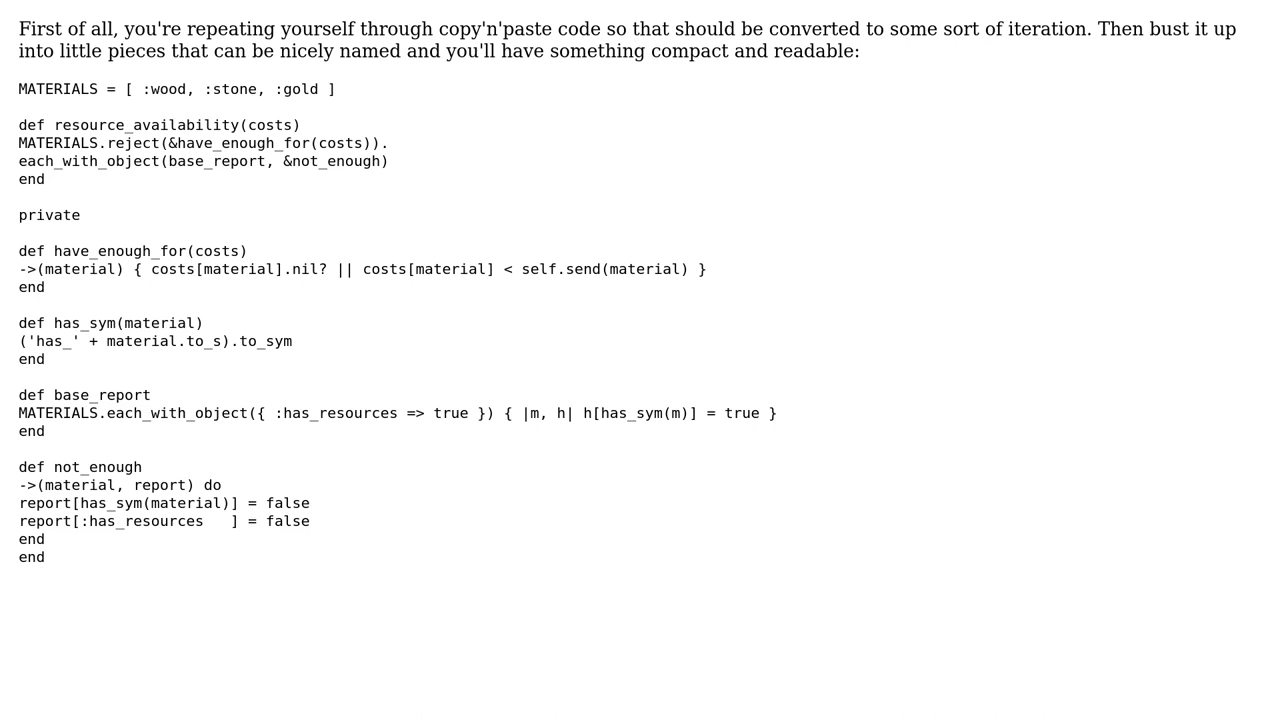 First of all, you're repeating yourself through copy'n'paste code so that should be converted to some sort of iteration. Then bust it up
into little pieces that can be nicely named and you'll have something compact and readable:
MATERIALS = [ :wood, :stone, :gold ]
def resource_availability(costs)
MATERIALS.reject(&have_enough_for(costs)).
each_with_object(base_report, &not_enough)
end
private
def have_enough_for(costs)
->(material) { costs[material].nil? || costs[material] < self.send(material) }
end
def has_sym(material)
('has_' + material.to_s).to_sym
end
def base_report
MATERIALS.each_with_object({ :has_resources => true }) { |m, h| h[has_sym(m)] = true }
end
def not_enough
->(material, report) do
report[has_sym(material)] = false
report[:has_resources   ] = false
end
end